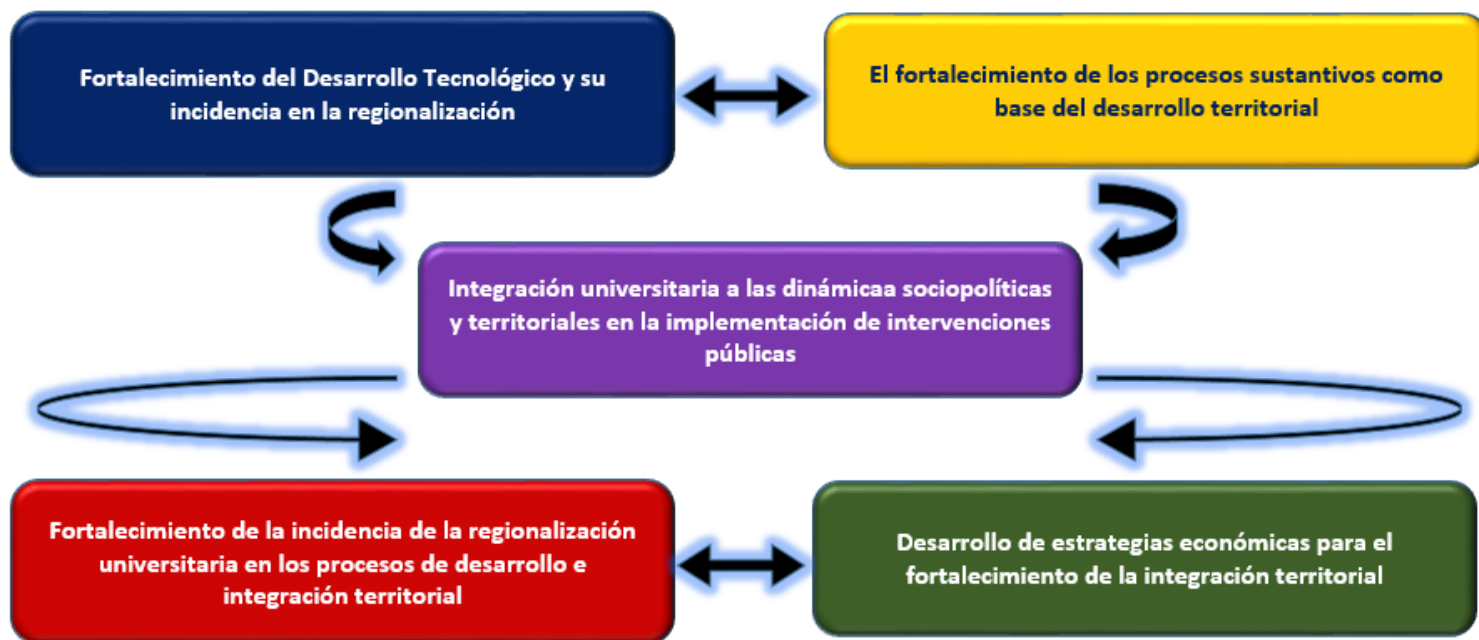 Fortalecimiento del Desarrollo Tecnológico y su
incidencia en la regionalización
El fortalecimiento de los procesos sustantivos como
base del desarrollo territorial
Integración universitaria a las dinámicaa sociopolíticas
y territoriales en la implementación de intervenciones
públicas
Fortalecimiento de la incidencia de la regionalización
universitaria en los procesos de desarrollo e
integración territorial
Desarrollo de estrategias económicas para el
fortalecimiento de la integración territorial